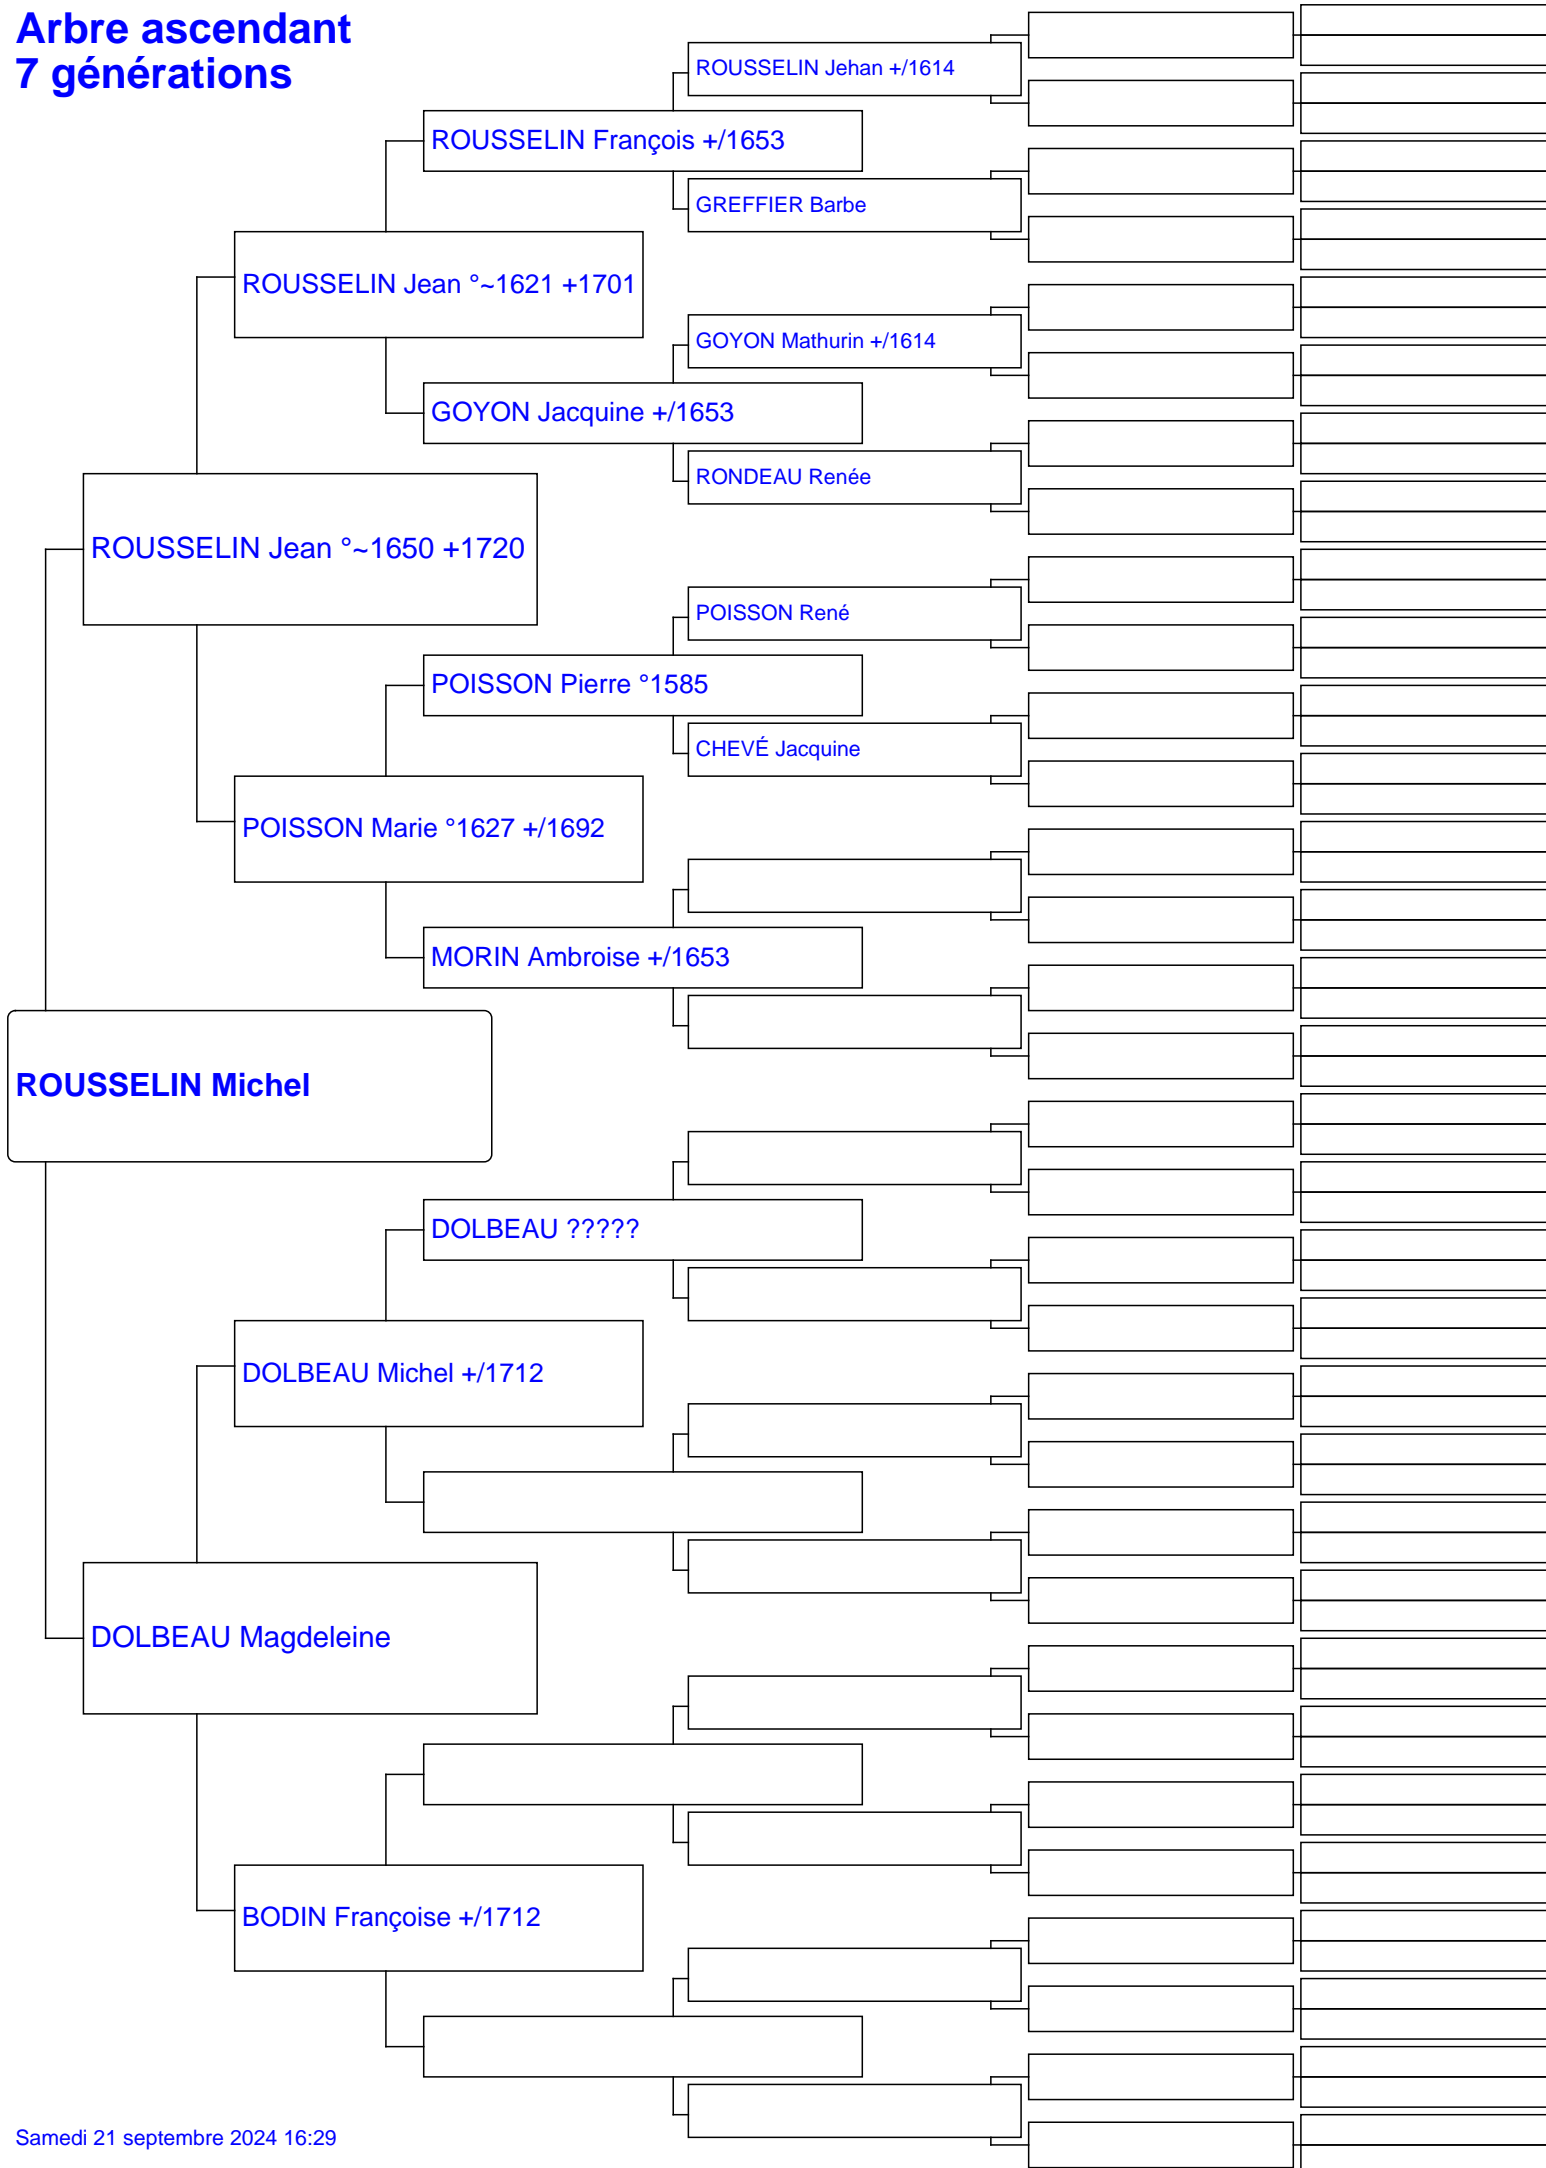 Arbre ascendant
7 générations
ROUSSELIN Jehan +/1614
ROUSSELIN François +/1653
GREFFIER Barbe
ROUSSELIN Jean °~1621 +1701
GOYON Mathurin +/1614
GOYON Jacquine +/1653
RONDEAU Renée
ROUSSELIN Jean °~1650 +1720
POISSON René
POISSON Pierre °1585
CHEVÉ Jacquine
POISSON Marie °1627 +/1692
MORIN Ambroise +/1653
ROUSSELIN Michel
DOLBEAU ?????
DOLBEAU Michel +/1712
DOLBEAU Magdeleine
BODIN Françoise +/1712
Samedi 21 septembre 2024 16:29